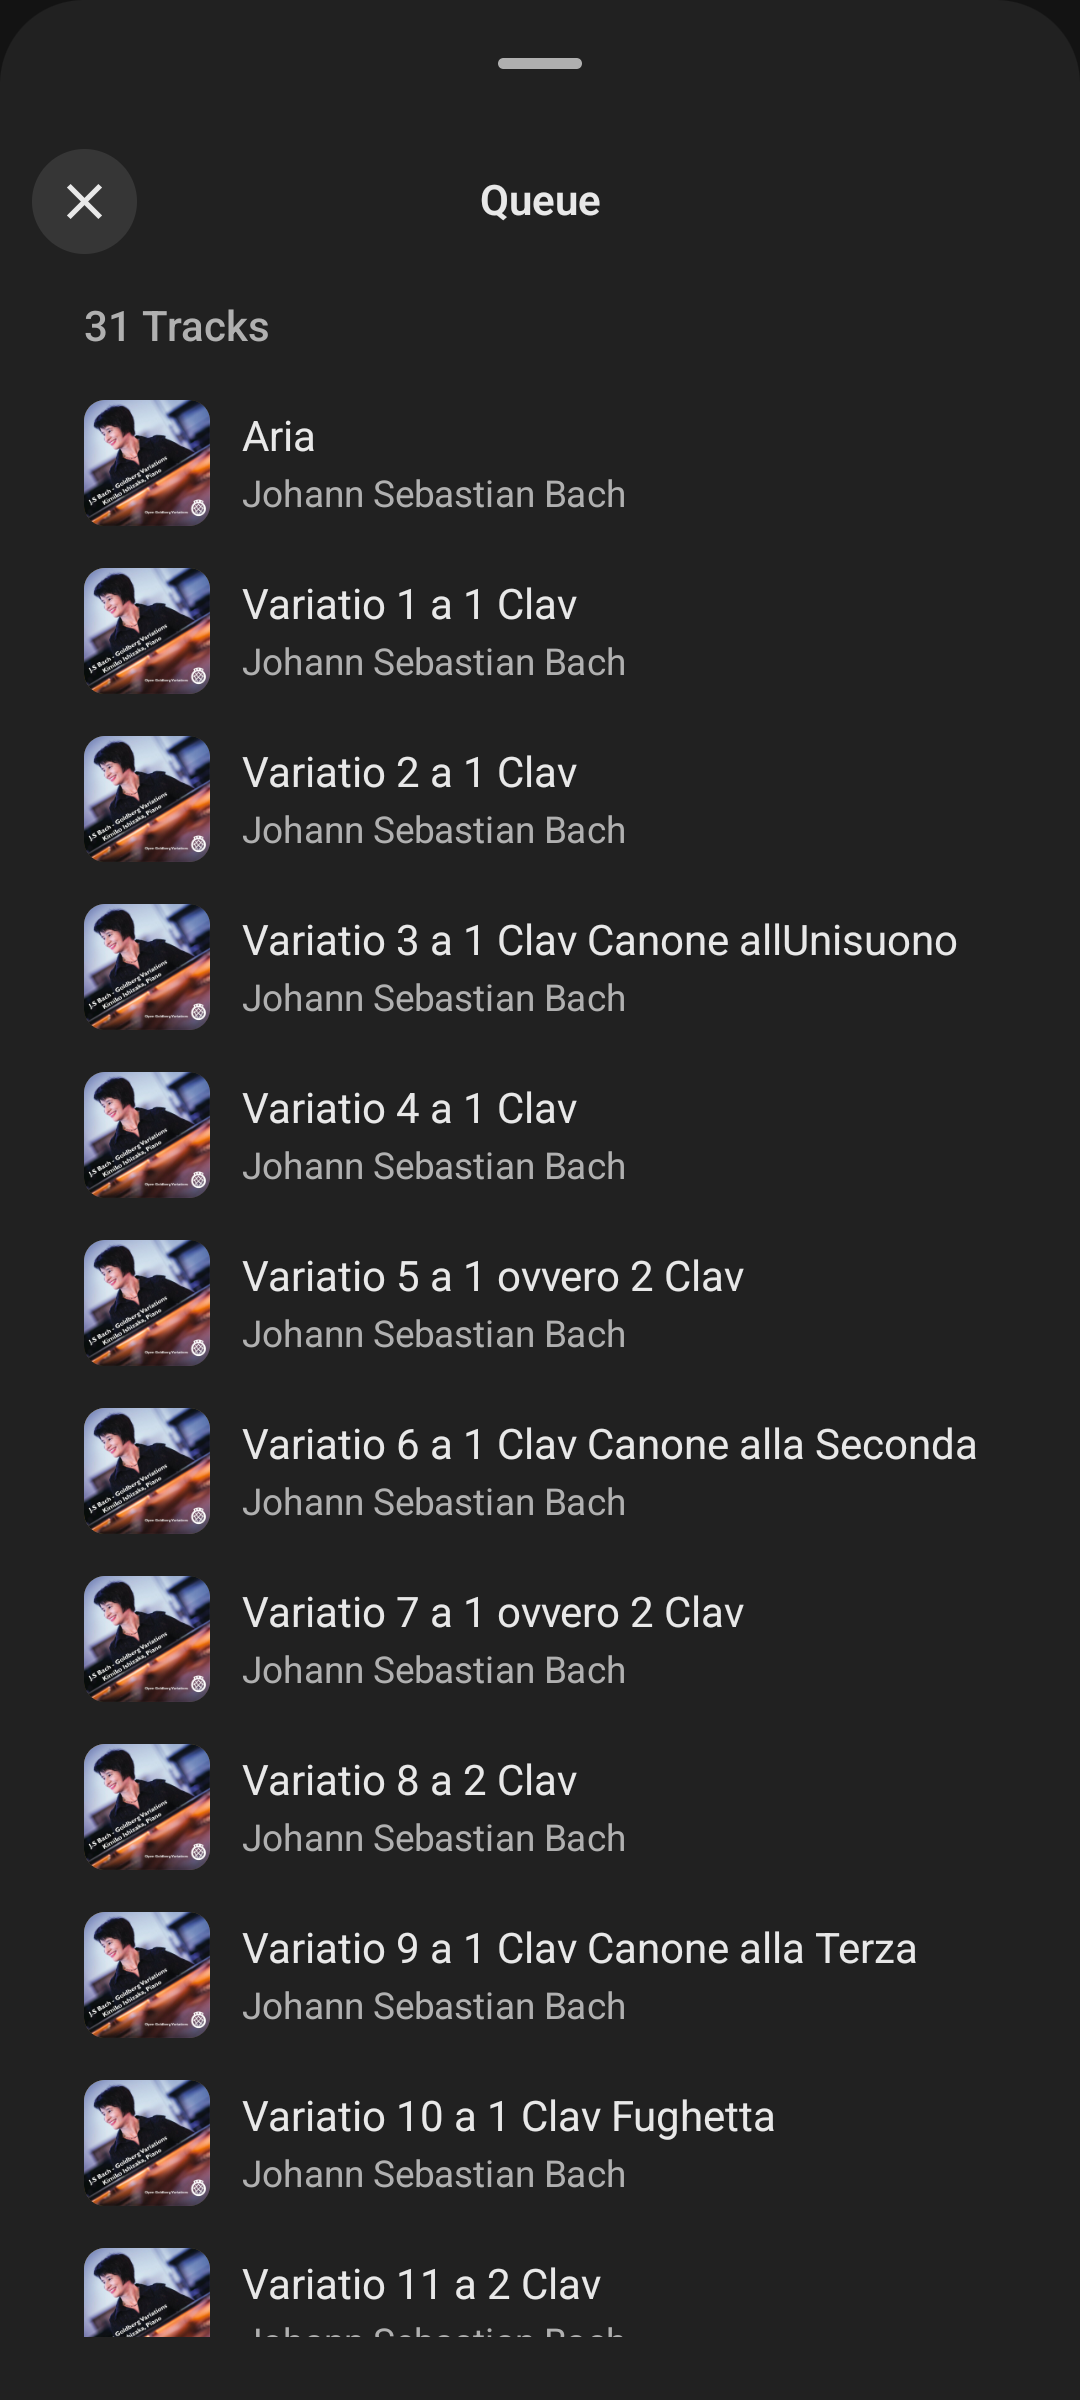 Queue
31 Tracks
Aria
Johann Sebastian Bach
Variatio 1 a 1 Clav
Johann Sebastian Bach
Variatio 2 a 1 Clav
Johann Sebastian Bach
Variatio 3 a 1 Clav Canone allUnisuono
Johann Sebastian Bach
Variatio 4 a 1 Clav
Johann Sebastian Bach
Variatio 5 a 1 ovvero 2 Clav
Johann Sebastian Bach
Variatio 6 a 1 Clav Canone alla Seconda
Johann Sebastian Bach
Variatio 7 a 1 ovvero 2 Clav
Johann Sebastian Bach
Variatio 8 a 2 Clav
Johann Sebastian Bach
Variatio 9 a 1 Clav Canone alla Terza
Johann Sebastian Bach
Variatio 10 a 1 Clav Fughetta
Johann Sebastian Bach
Variatio 11 a 2 Clav
Johann Sebastian Bach